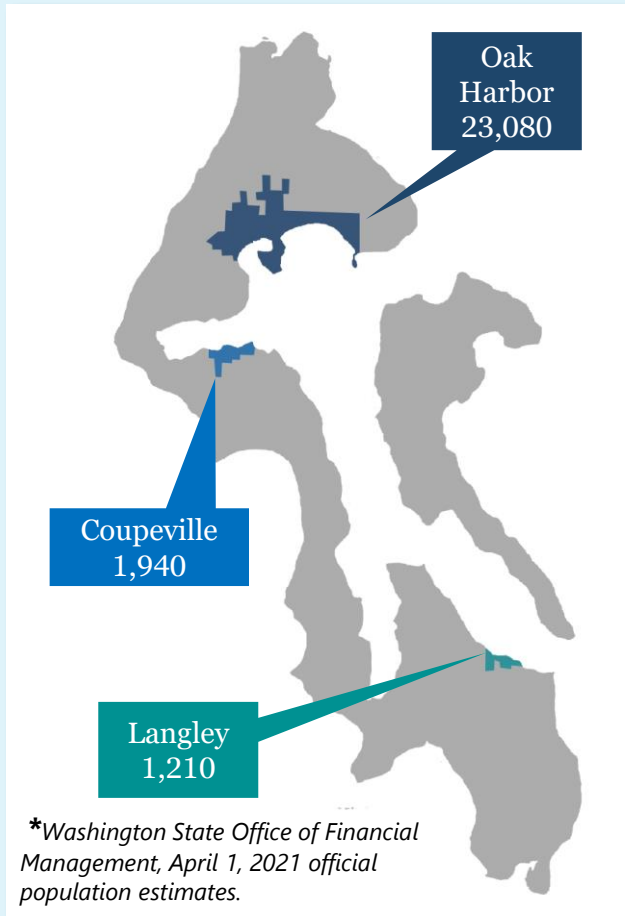 Oak
Harbor
23,080
Coupeville
1,940
Langley
1,210
*Washington State Office of Financial
Management, April 1, 2021 official
population estimates.